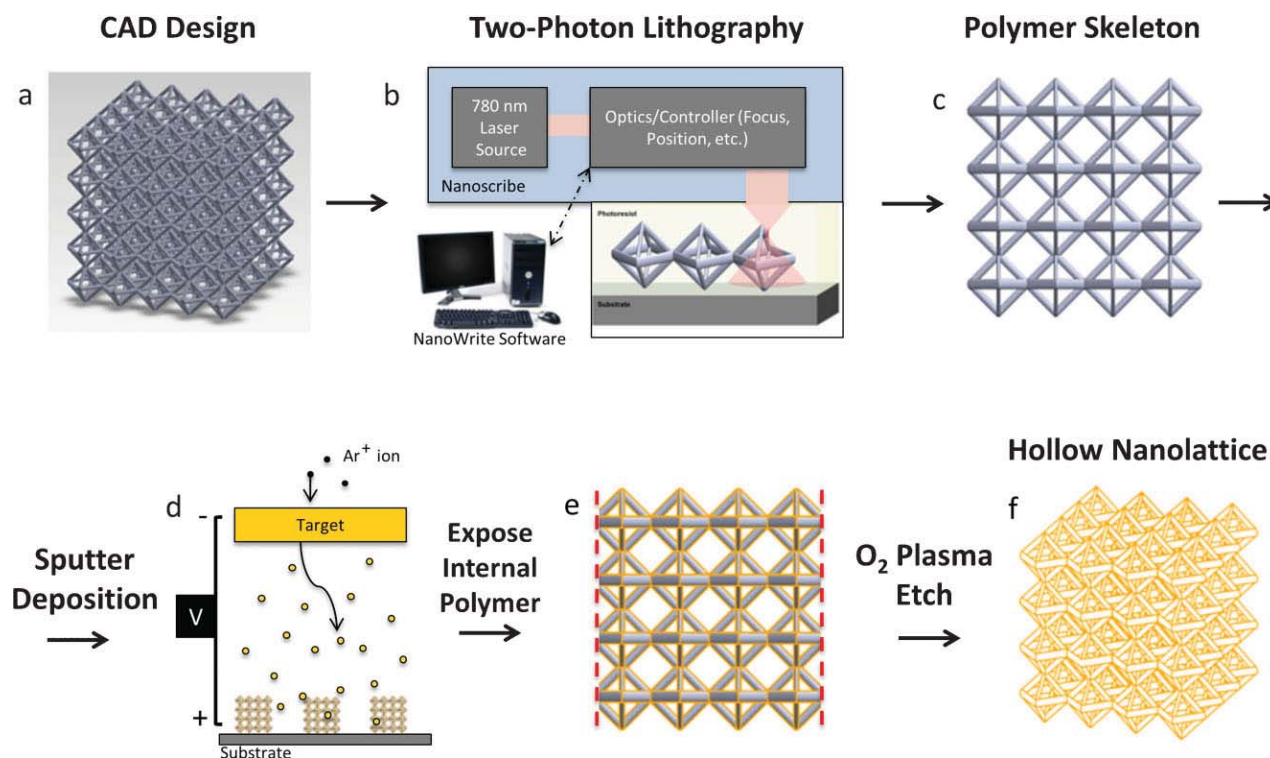 CAD Design
Two-Photon Lithography
Polymer Skeleton
a
b
780 nm
Laser
Source
Optics/Controller (Focus,
Position, etc.)
Nanoscribe
Photoresist
Substrate
NanoWrite Software
c
Sputter
Deposition
d
Ar⁺ ion
-
Target
V
+
Substrate
Expose
Internal
Polymer
e
O₂ Plasma
Etch
Hollow Nanolattice
f